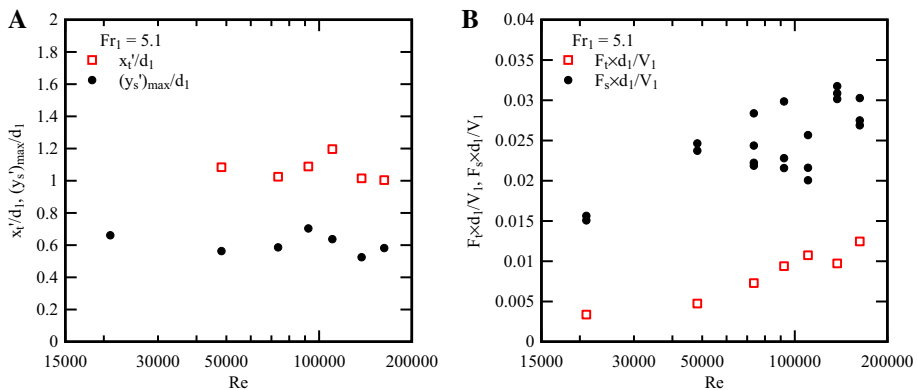 A
Fr₁ = 5.1
xₜ'/d₁
(yₛ')max/d₁
xₜ'/d₁, (yₛ')max/d₁
2
1.8
1.6
1.4
1.2
1
0.8
0.6
0.4
0.2
0
15000 30000 50000 100000 200000
Re
B
Fr₁ = 5.1
Fₜ×d₁/V₁
Fₛ×d₁/V₁
Fₜ×d₁/V₁, Fₛ×d₁/V₁
0.04
0.035
0.03
0.025
0.02
0.015
0.01
0.005
0
15000 30000 50000 100000 200000
Re